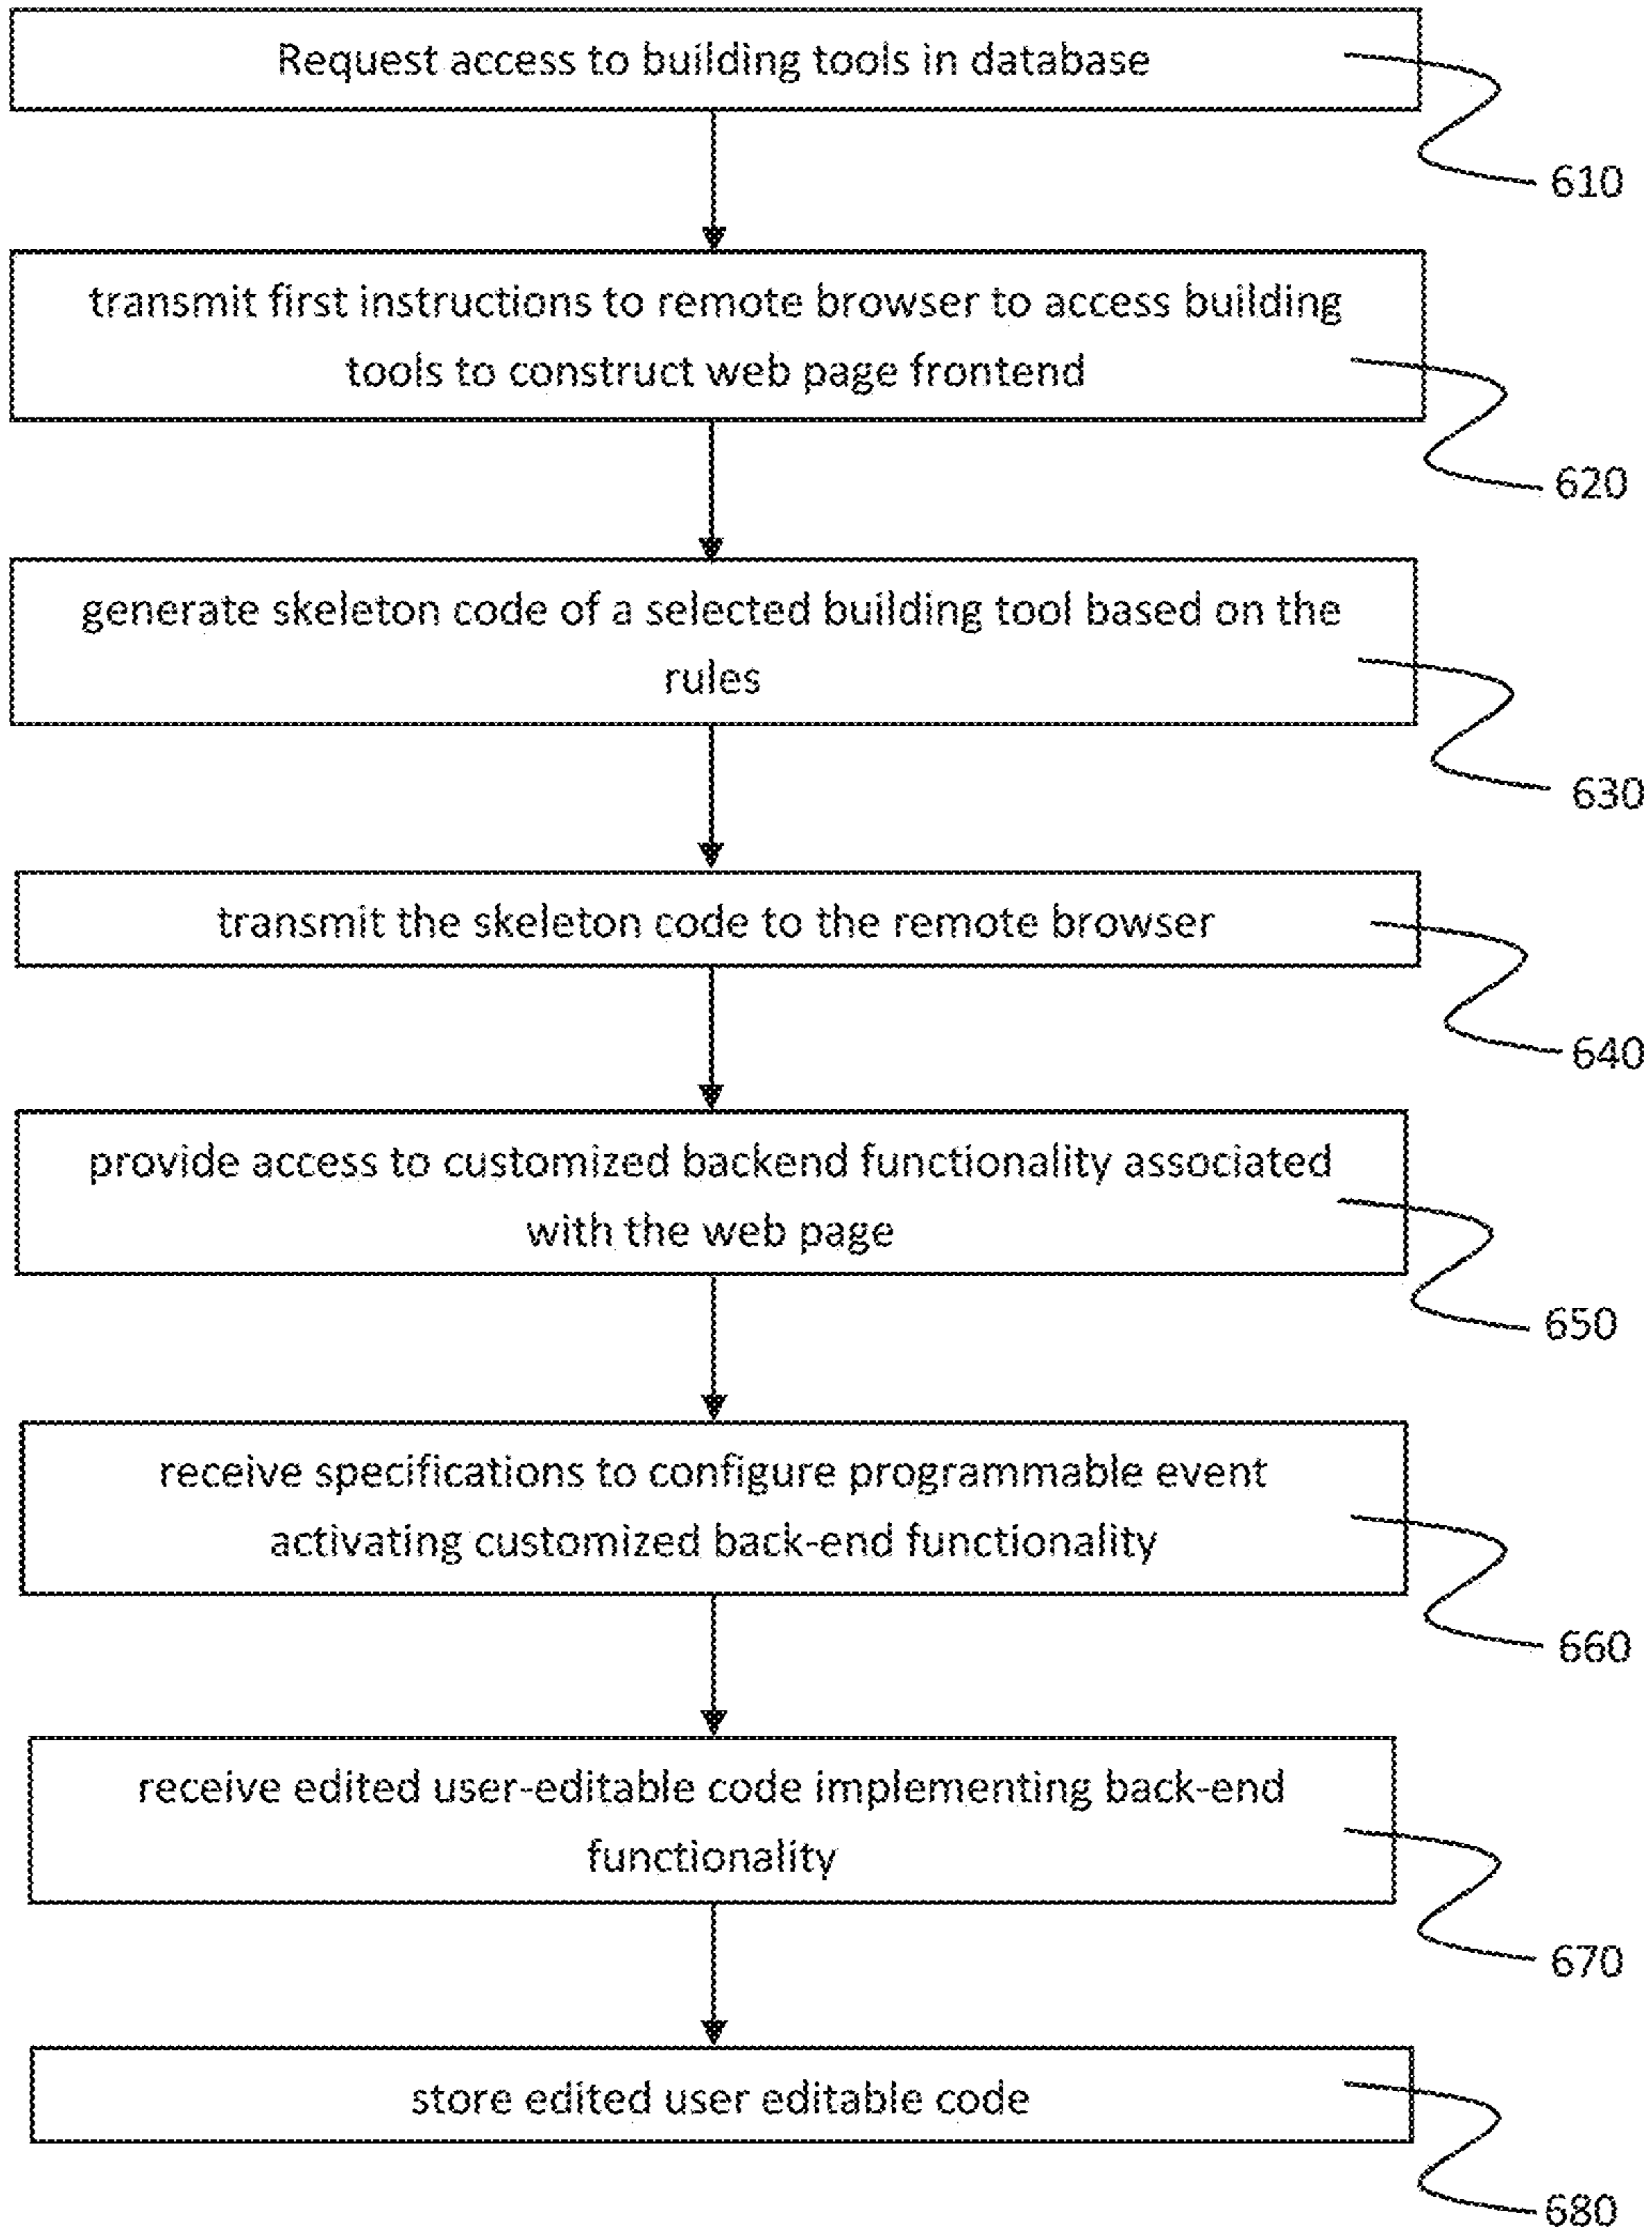 Request access to building tools in database
610
transmit first instructions to remote browser to access building
tools to construct web page frontend
620
generate skeleton code of a selected building tool based on the
rules
630
transmit the skeleton code to the remote browser
640
provide access to customized backend functionality associated
with the web page
650
receive specifications to configure programmable event
activating customized back-end functionality
660
receive edited user-editable code implementing back-end
functionality
670
store edited user editable code
680